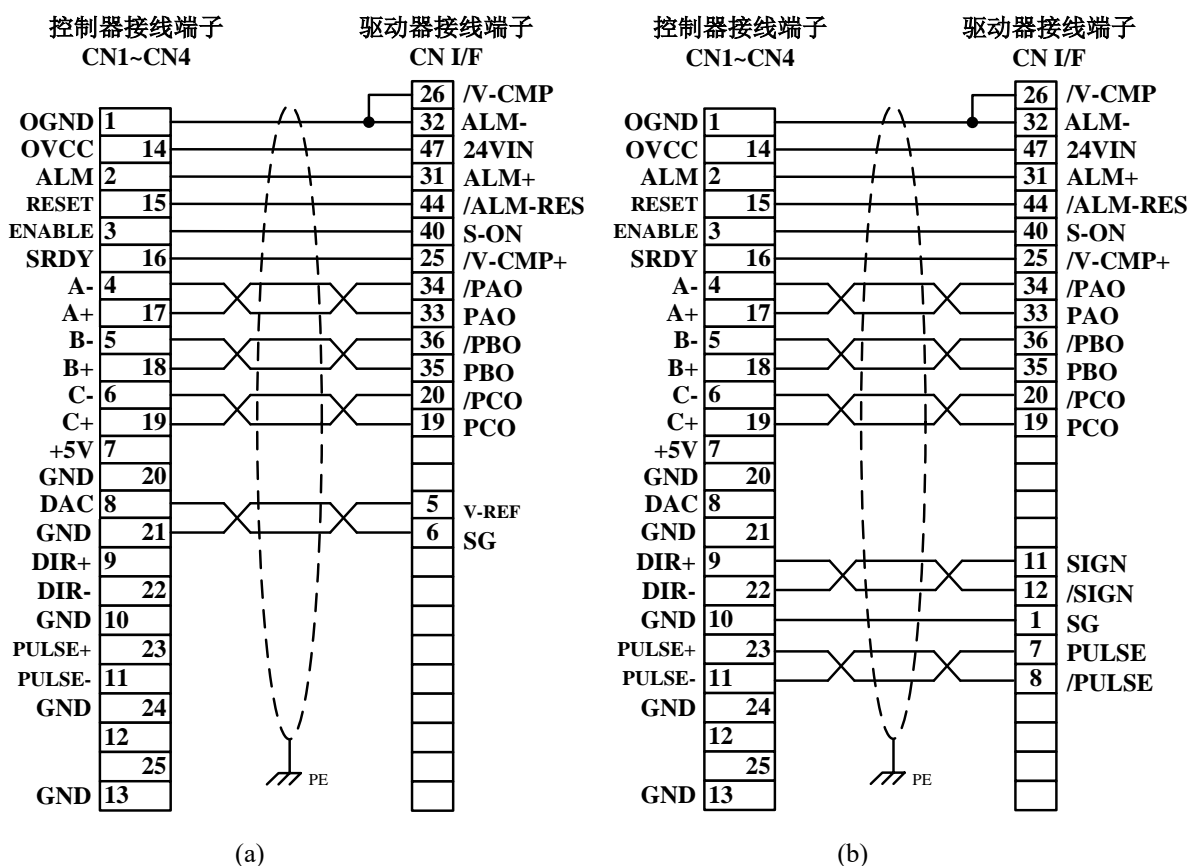 控制器接线端子 驱动器接线端子
CN1~CN4 CN I/F
26 /V-CMP
OGND 1 32 ALM-
OVCC 14 47 24VIN
ALM 2 31 ALM+
RESET 15 44 /ALM-RES
ENABLE 3 40 S-ON
SRDY 16 25 /V-CMP+
A- 4 34 /PAO
A+ 17 33 PAO
B- 5 36 /PBO
B+ 18 35 PBO
C- 6 20 /PCO
C+ 19 19 PCO
+5V 7
GND 20
DAC 8 5 V-REF
GND 21 6 SG
DIR+ 9
DIR- 22
GND 10
PULSE+ 23
PULSE- 11
GND 24
12
25
GND 13
PE
(a)
控制器接线端子 驱动器接线端子
CN1~CN4 CN I/F
26 /V-CMP
OGND 1 32 ALM-
OVCC 14 47 24VIN
ALM 2 31 ALM+
RESET 15 44 /ALM-RES
ENABLE 3 40 S-ON
SRDY 16 25 /V-CMP+
A- 4 34 /PAO
A+ 17 33 PAO
B- 5 36 /PBO
B+ 18 35 PBO
C- 6 20 /PCO
C+ 19 19 PCO
+5V 7
GND 20
DAC 8
GND 21
DIR+ 9 11 SIGN
DIR- 22 12 /SIGN
GND 10 1 SG
PULSE+ 23 7 PULSE
PULSE- 11 8 /PULSE
GND 24
12
25
GND 13
PE
(b)